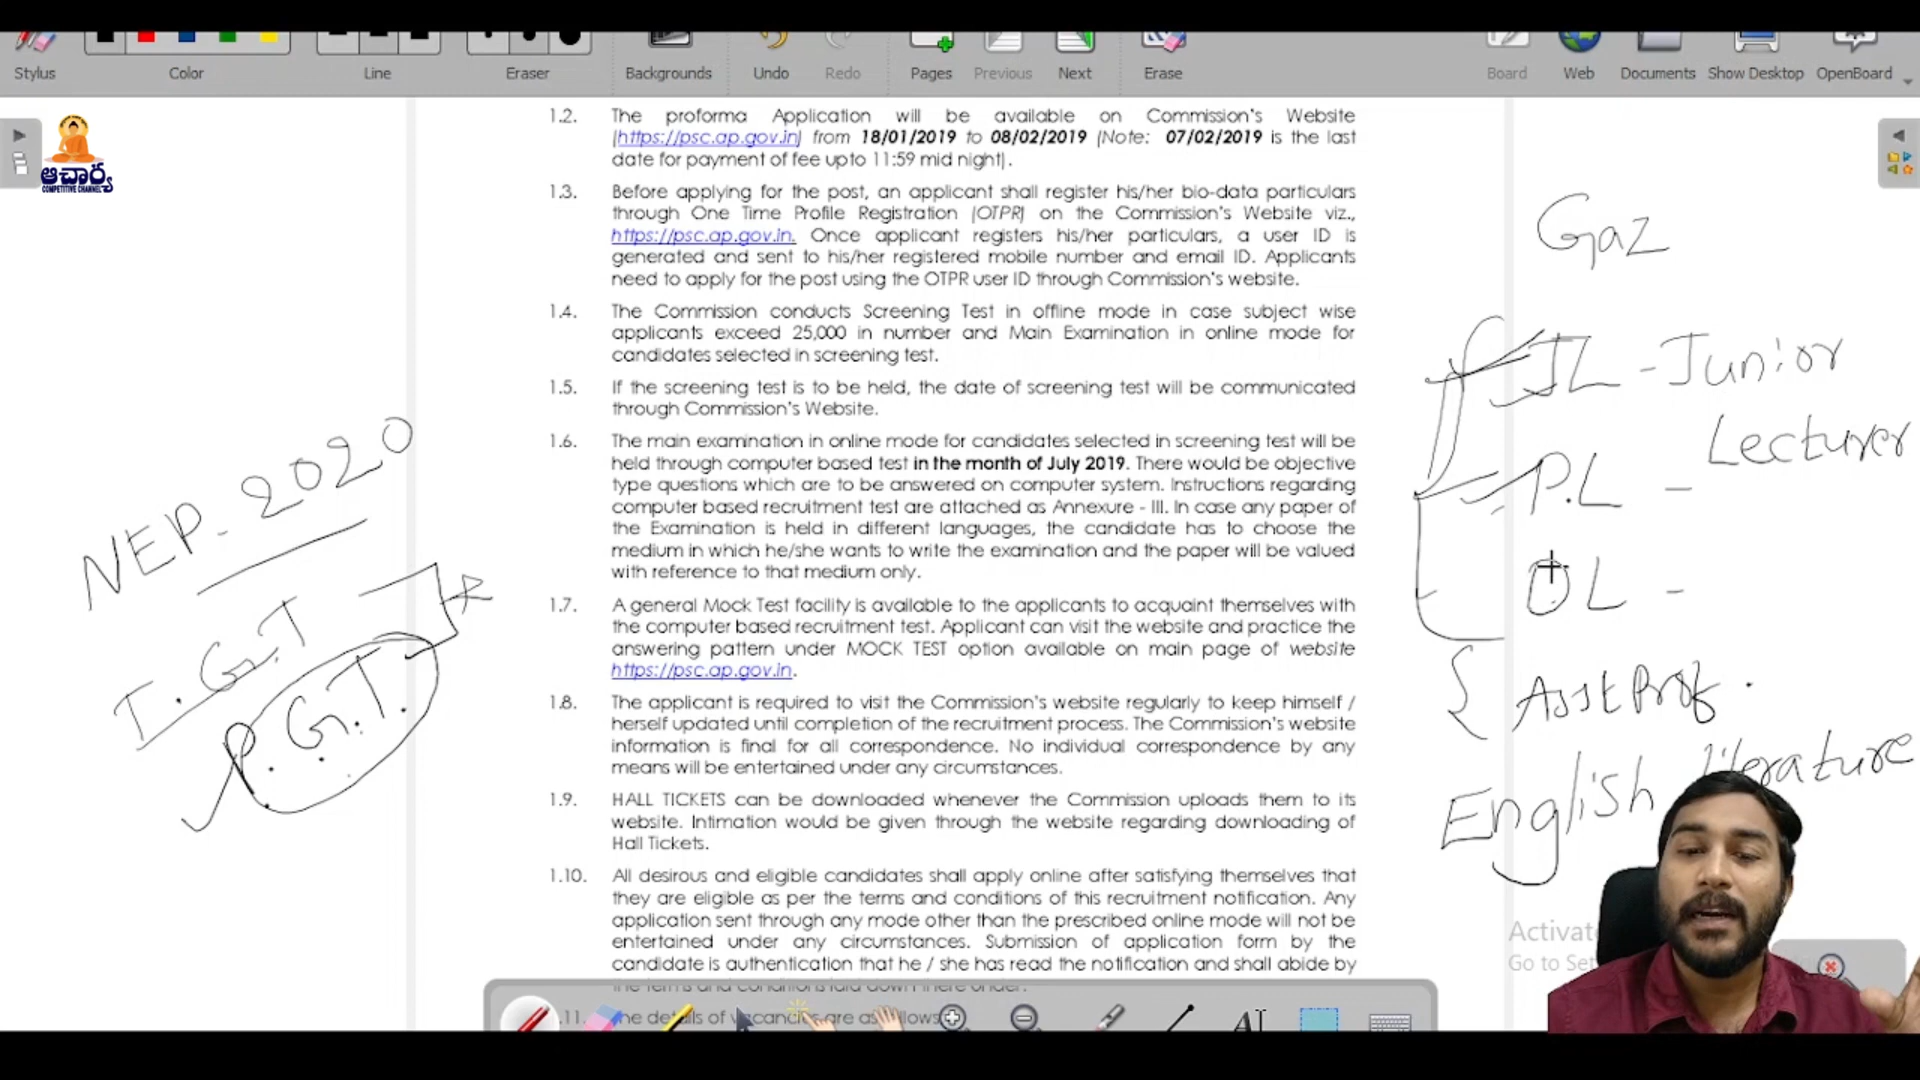 Stylus
Color
Line
Eraser
Backgrounds
Undo
Redo
Pages
Previous
Next
Erase
Board
Web
Documents
Show Desktop
OpenBoard
ఆచార్య
COMPETITIVE CHANNEL
1.2. The proforma Application will be available on Commission's Website
(https://psc.ap.gov.in) from 18/01/2019 to 08/02/2019 (Note: 07/02/2019 is the last
date for payment of fee upto 11:59 mid night).
1.3. Before applying for the post, an applicant shall register his/her bio-data particulars
through One Time Profile Registration (OTPR) on the Commission's Website viz.,
https://psc.ap.gov.in. Once applicant registers his/her particulars, a user ID is
generated and sent to his/her registered mobile number and email ID. Applicants
need to apply for the post using the OTPR user ID through Commission's website.
1.4. The Commission conducts Screening Test in offline mode in case subject wise
applicants exceed 25,000 in number and Main Examination in online mode for
candidates selected in screening test.
1.5. If the screening test is to be held, the date of screening test will be communicated
through Commission's Website.
1.6. The main examination in online mode for candidates selected in screening test will be
held through computer based test in the month of July 2019. There would be objective
type questions which are to be answered on computer system. Instructions regarding
computer based recruitment test are attached as Annexure - III. In case any paper of
the Examination is held in different languages, the candidate has to choose the
medium in which he/she wants to write the examination and the paper will be valued
with reference to that medium only.
1.7. A general Mock Test facility is available to the applicants to acquaint themselves with
the computer based recruitment test. Applicant can visit the website and practice the
answering pattern under MOCK TEST option available on main page of website
https://psc.ap.gov.in.
1.8. The applicant is required to visit the Commission's website regularly to keep himself /
herself updated until completion of the recruitment process. The Commission's website
information is final for all correspondence. No individual correspondence by any
means will be entertained under any circumstances.
1.9. HALL TICKETS can be downloaded whenever the Commission uploads them to its
website. Intimation would be given through the website regarding downloading of
Hall Tickets.
1.10. All desirous and eligible candidates shall apply online after satisfying themselves that
they are eligible as per the terms and conditions of this recruitment notification. Any
application sent through any mode other than the prescribed online mode will not be
entertained under any circumstances. Submission of application form by the
candidate is authentication that he / she has read the notification and shall abide by
the terms and conditions laid down there under.
NEP. 2020
T.G.T
P.G.T.
Gaz
JL - Junior
Lecturer
P.L -
DL -
Asst Prof.
English literature